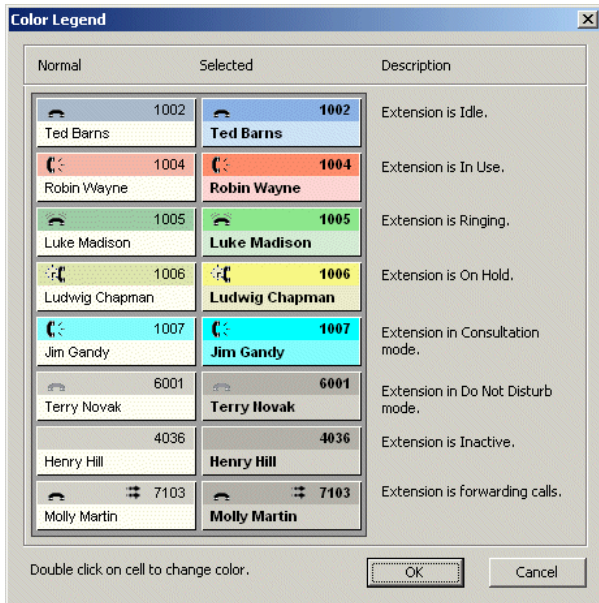 Color Legend
Normal Selected Description
1002 1002
Ted Barns Ted Barns Extension is Idle.
1004 1004
Robin Wayne Robin Wayne Extension is In Use.
1005 1005
Luke Madison Luke Madison Extension is Ringing.
1006 1006
Ludwig Chapman Ludwig Chapman Extension is On Hold.
1007 1007
Jim Gandy Jim Gandy Extension in Consultation
mode.
6001 6001
Terry Novak Terry Novak Extension in Do Not Disturb
mode.
4036 4036
Henry Hill Henry Hill Extension is Inactive.
7103 7103
Molly Martin Molly Martin Extension is forwarding calls.
Double click on cell to change color. OK Cancel